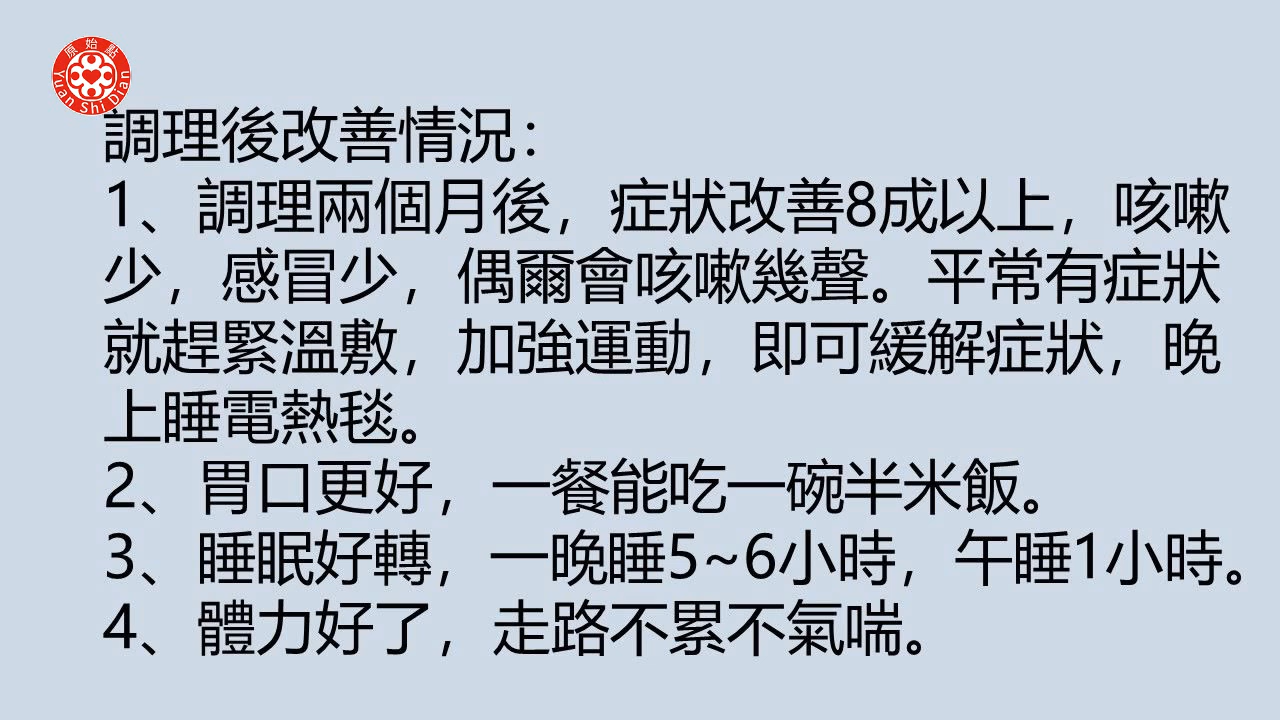 原始點
Yuan Shi Dian
調理後改善情況：
1、調理兩個月後，症狀改善8成以上，咳嗽
少，感冒少，偶爾會咳嗽幾聲。平常有症狀
就趕緊溫敷，加強運動，即可緩解症狀，晚
上睡電熱毯。
2、胃口更好，一餐能吃一碗半米飯。
3、睡眠好轉，一晚睡5~6小時，午睡1小時。
4、體力好了，走路不累不氣喘。